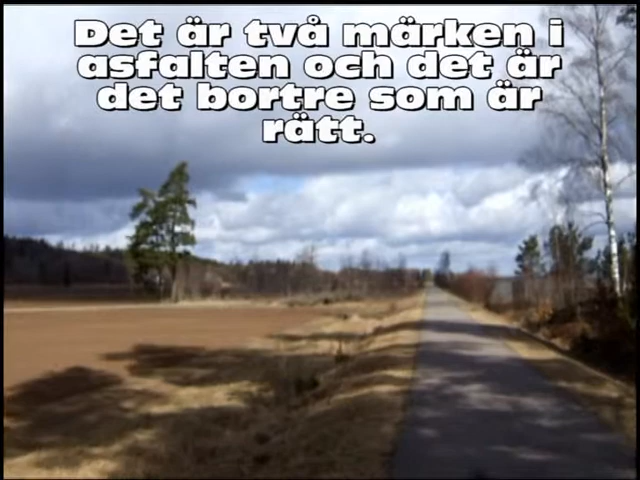 Det är två märken i
asfalten och det är
det bortre som är
rätt.